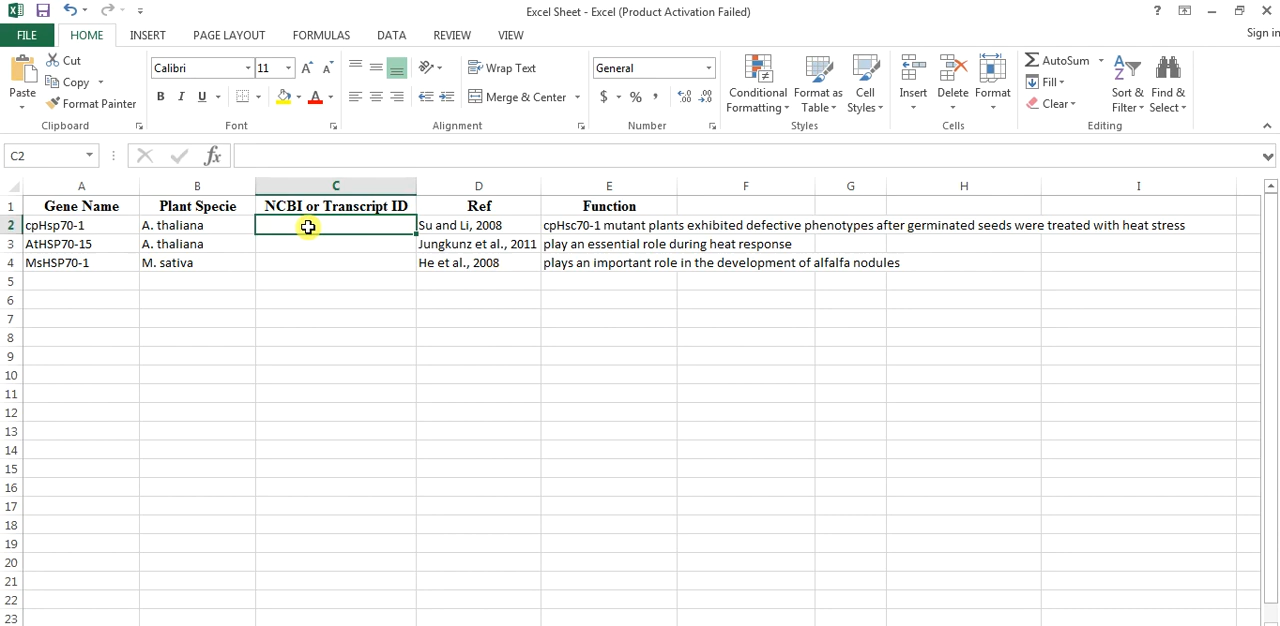 Excel Sheet - Excel (Product Activation Failed)
?
FILE HOME INSERT PAGE LAYOUT FORMULAS DATA REVIEW VIEW Sign in
Paste Cut Copy Format Painter Clipboard
Calibri 11 B I U A Font
Wrap Text Merge & Center Alignment
General $ % , Number
Conditional Formatting Format as Table Cell Styles Styles
Insert Delete Format Cells
AutoSum Fill Clear Sort & Filter Find & Select Editing
C2 fx
A B C D E F G H I
1 Gene Name Plant Specie NCBI or Transcript ID Ref Function
2 cpHsp70-1 A. thaliana Su and Li, 2008 cpHsc70-1 mutant plants exhibited defective phenotypes after germinated seeds were treated with heat stress
3 AtHSP70-15 A. thaliana Jungkunz et al., 2011 play an essential role during heat response
4 MsHSP70-1 M. sativa He et al., 2008 plays an important role in the development of alfalfa nodules
5
6
7
8
9
10
11
12
13
14
15
16
17
18
19
20
21
22
23